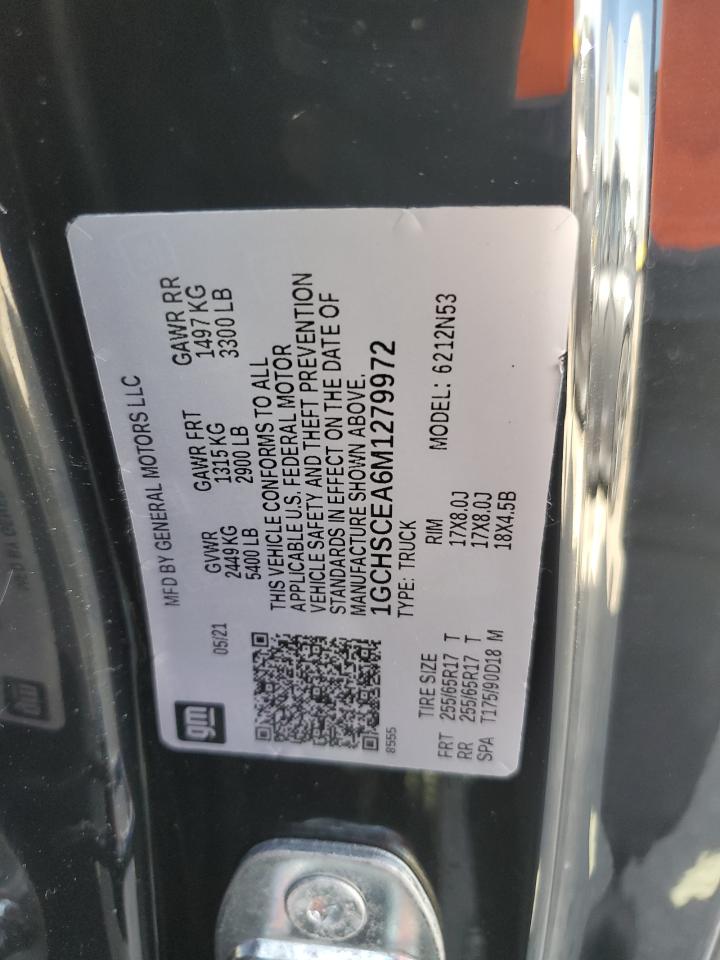 gm
MFD BY GENERAL MOTORS LLC
05/21
GVWR GAWR FRT GAWR RR
2449 KG 1315 KG 1497 KG
5400 LB 2900 LB 3300 LB
THIS VEHICLE CONFORMS TO ALL
APPLICABLE U.S. FEDERAL MOTOR
VEHICLE SAFETY AND THEFT PREVENTION
STANDARDS IN EFFECT ON THE DATE OF
MANUFACTURE SHOWN ABOVE.
1GCHSCEA6M1279972
8555
TYPE: TRUCK MODEL: 6212N53
TIRE SIZE RIM
FRT 255/65R17 T 17X8.0J
RR 255/65R17 T 17X8.0J
SPA T175/90D18 M 18X4.5B